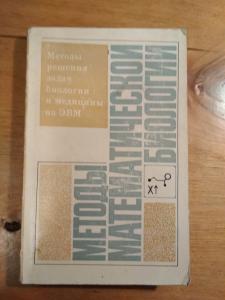 Методы
решения
задач
биологии
и медицины
на ЭВМ
МЕТОДЫ
МАТЕМАТИЧЕСКОЙ
БИОЛОГИИ